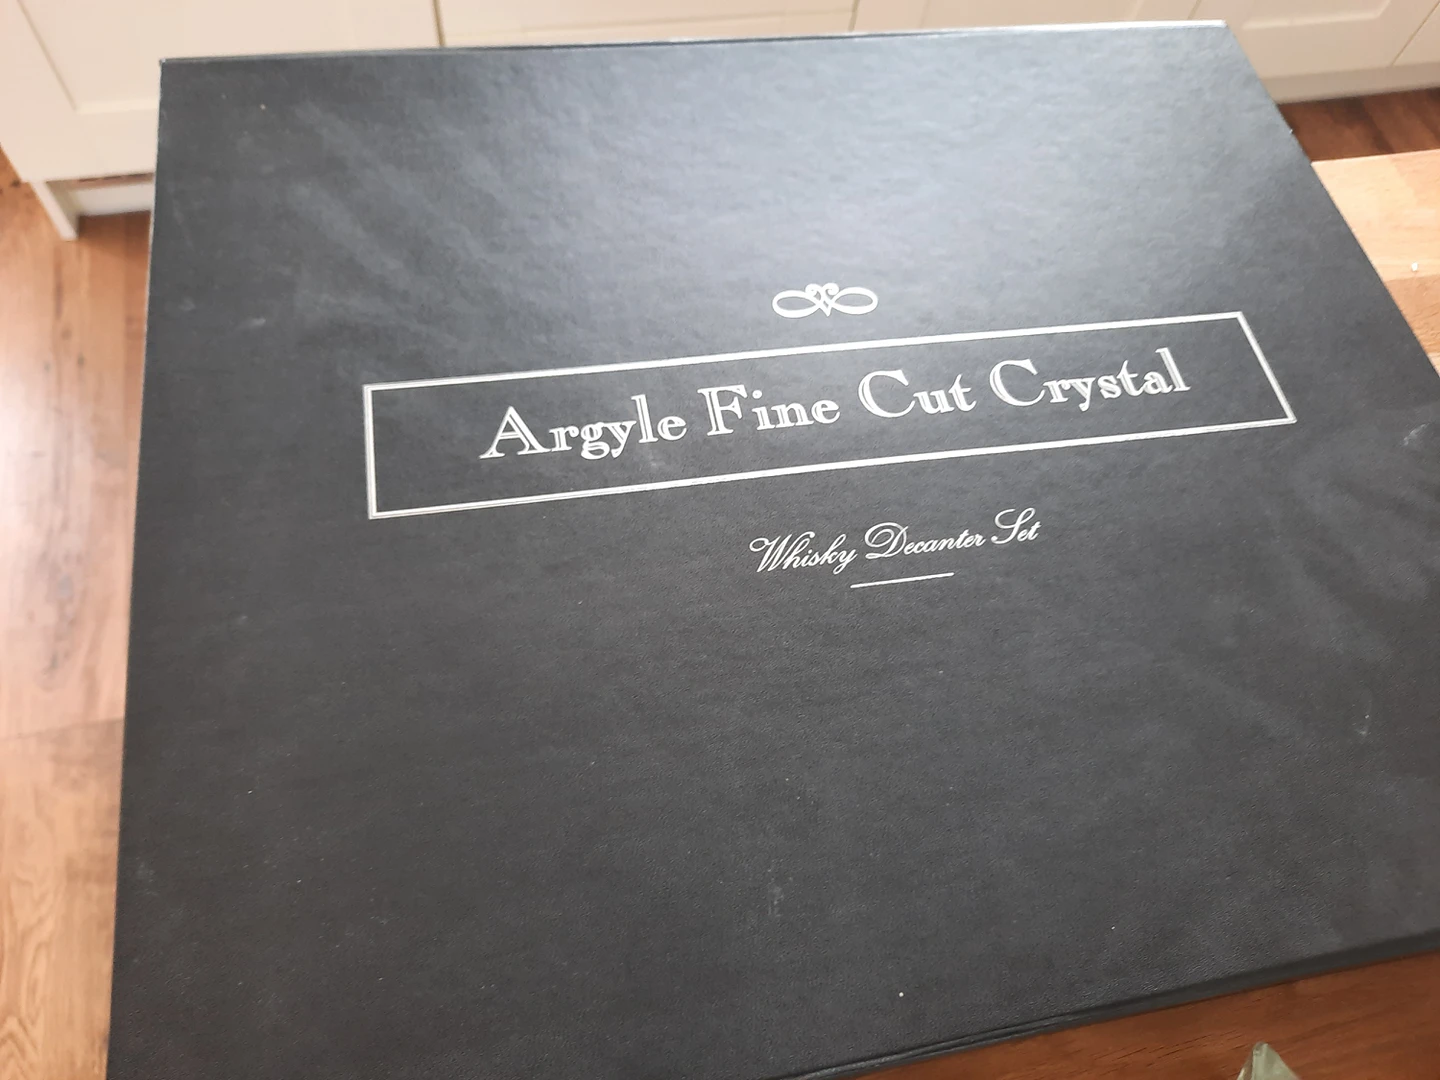 Argyle Fine Cut Crystal
Whisky Decanter Set